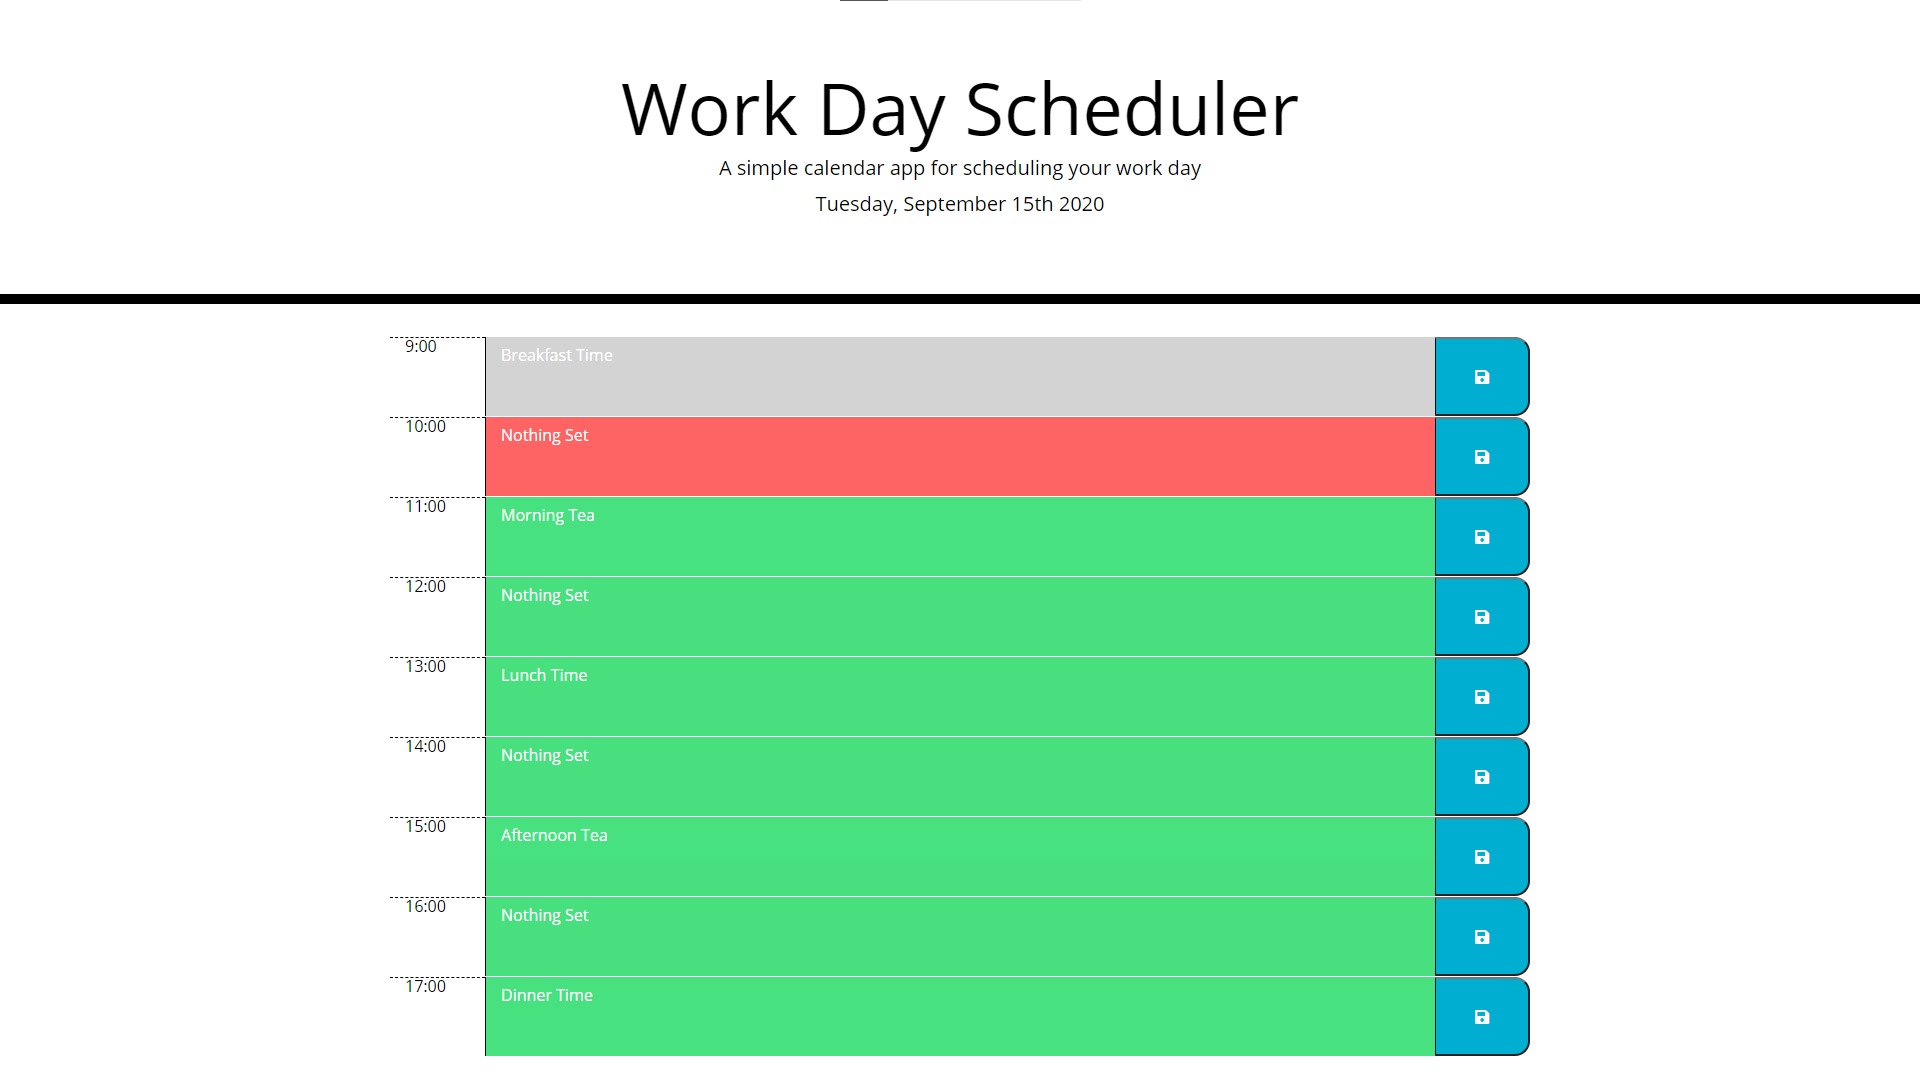 Work Day Scheduler
A simple calendar app for scheduling your work day
Tuesday, September 15th 2020
9:00 Breakfast Time
10:00 Nothing Set
11:00 Morning Tea
12:00 Nothing Set
13:00 Lunch Time
14:00 Nothing Set
15:00 Afternoon Tea
16:00 Nothing Set
17:00 Dinner Time